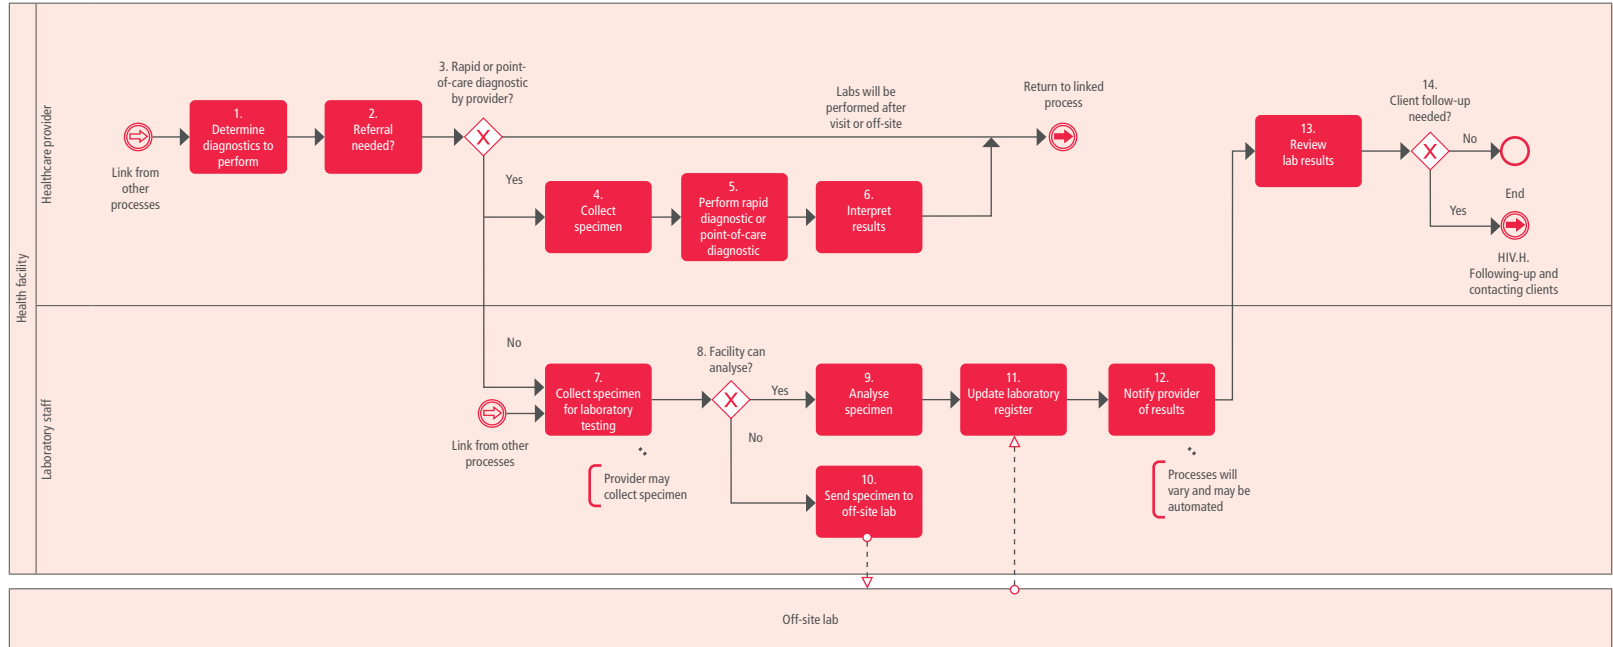 Health facility
Healthcare provider
Link from
other
processes
1.
Determine
diagnostics to
perform
2.
Referral
needed?
3. Rapid or point-
of-care diagnostic
by provider?
X
Labs will be
performed after
visit or off-site
Return to linked
process
Yes
4.
Collect
specimen
5.
Perform rapid
diagnostic or
point-of-care
diagnostic
6.
Interpret
results
13.
Review
lab results
14.
Client follow-up
needed?
X
No
End
Yes
HIV.H.
Following-up and
contacting clients
Laboratory staff
No
Link from other
processes
7.
Collect specimen
for laboratory
testing
Provider may
collect specimen
8. Facility can
analyse?
X
Yes
No
9.
Analyse
specimen
10.
Send specimen to
off-site lab
11.
Update laboratory
register
12.
Notify provider
of results
Processes will
vary and may be
automated
Off-site lab